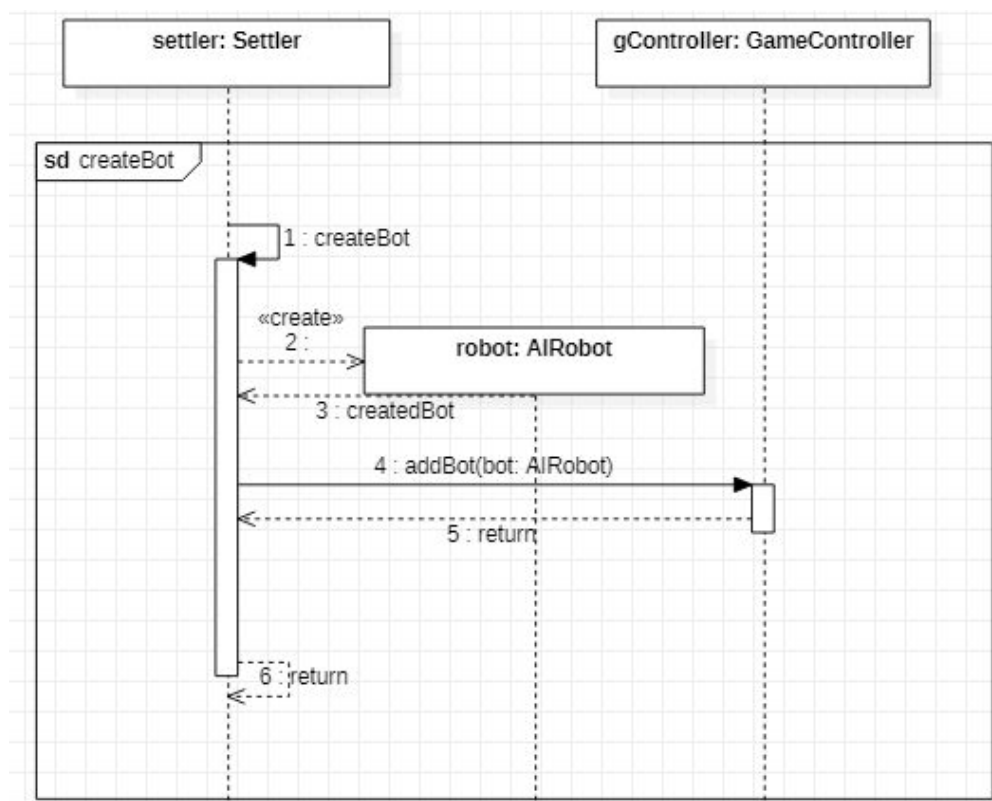 settler: Settler
gController: GameController
sd createBot
1 : createBot
«create»
2 :
robot: AIRobot
3 : createdBot
4 : addBot(bot: AIRobot)
5 : return
6 : return